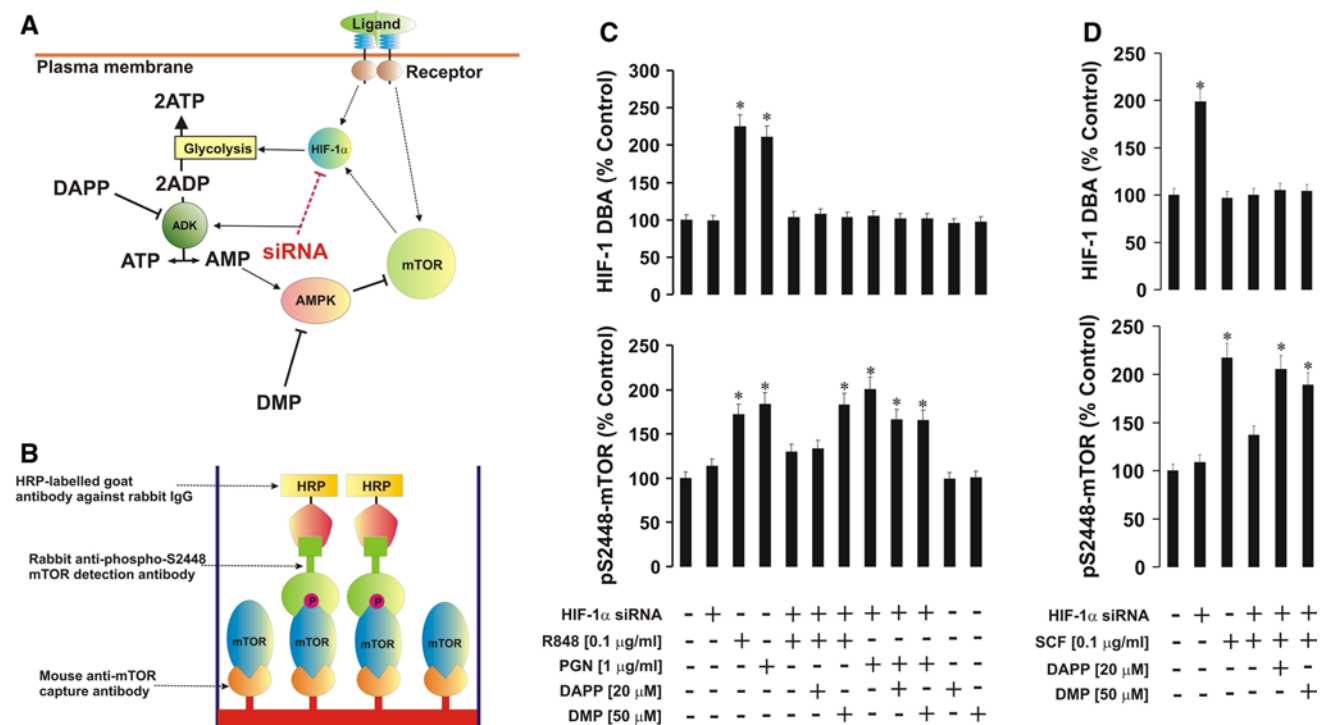 A
Ligand
Plasma membrane
Receptor
2ATP
Glycolysis
HIF-1α
DAPP
2ADP
ADK
siRNA
ATP
AMP
mTOR
AMPK
DMP
B
HRP-labelled goat
antibody against rabbit IgG
HRP
HRP
Rabbit anti-phospho-S2448
mTOR detection antibody
P
P
mTOR
mTOR
mTOR
mTOR
Mouse anti-mTOR
capture antibody
C
HIF-1 DBA (% Control)
300
250
200
150
100
50
0
* *
pS2448-mTOR (% Control)
250
200
150
100
50
0
* * * * * *
HIF-1α siRNA - + - - + + + + + + - -
R848 [0.1 µg/ml] - - + - + + + - - - - -
PGN [1 µg/ml] - - - + - - - + + + - -
DAPP [20 µM] - - - - - + - - + - + -
DMP [50 µM] - - - - - - + - - + - +
D
HIF-1 DBA (% Control)
250
200
150
100
50
0
*
pS2448-mTOR (% Control)
250
200
150
100
50
0
* * *
HIF-1α siRNA - + - + + +
SCF [0.1 µg/ml] - - + + + +
DAPP [20 µM] - - - - + -
DMP [50 µM] - - - - - +